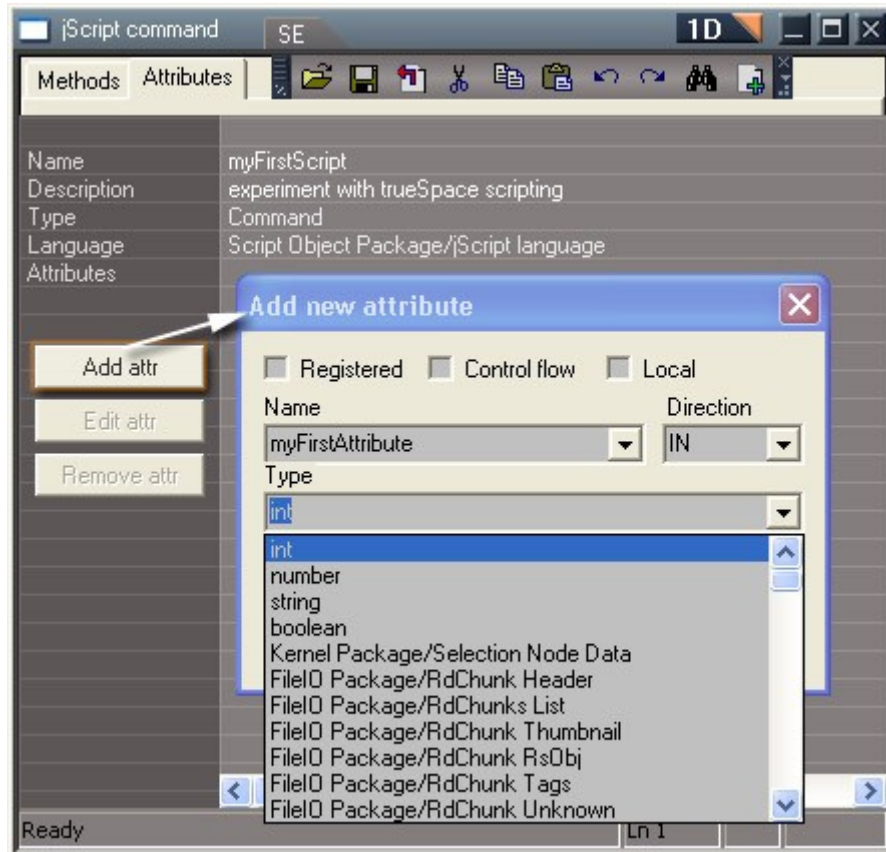 jScript command
SE
1D
Methods
Attributes
Name myFirstScript
Description experiment with trueSpace scripting
Type Command
Language Script Object Package/jScript language
Attributes
Add new attribute
Add attr
Edit attr
Remove attr
Registered Control flow Local
Name Direction
myFirstAttribute IN
Type
int
int
number
string
boolean
Kernel Package/Selection Node Data
FileIO Package/RdChunk Header
FileIO Package/RdChunks List
FileIO Package/RdChunk Thumbnail
FileIO Package/RdChunk RsObj
FileIO Package/RdChunk Tags
FileIO Package/RdChunk Unknown
Ready Ln 1